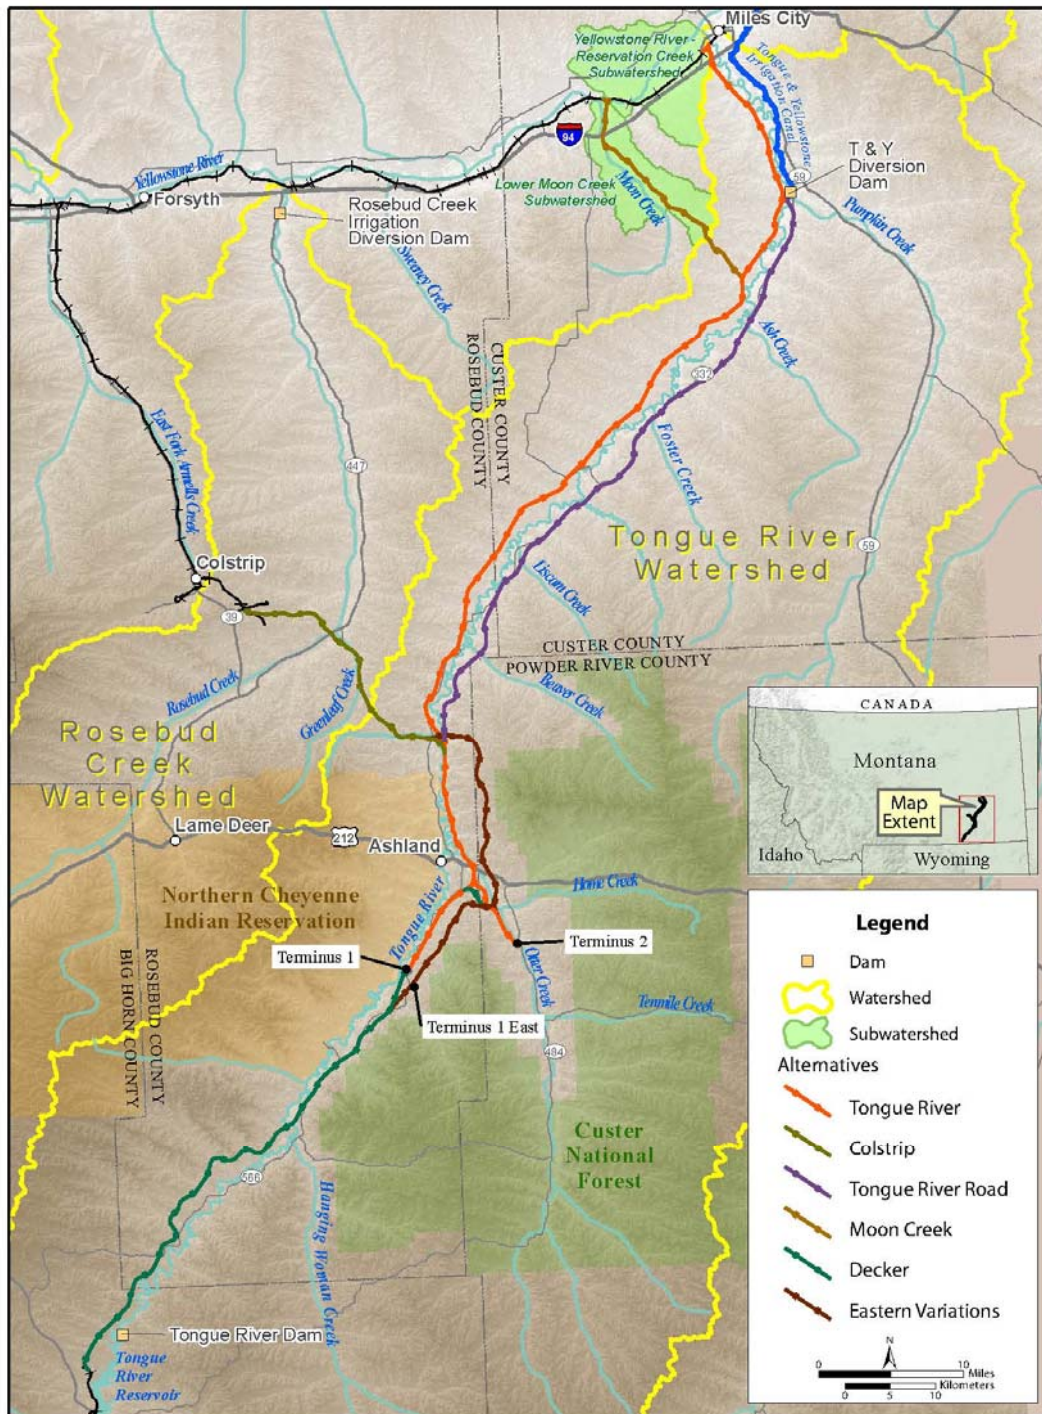 Miles City
Yellowstone River -
Reservation Creek
Subwatershed
Tongue & Yellowstone
Irrigation Canal
94
T & Y
Diversion
Dam
59
Yellowstone River
Forsyth
Rosebud Creek
Irrigation
Diversion Dam
Lower Moon Creek
Subwatershed
Moon Creek
Pumpkin Creek
Sweeney Creek
CUSTER COUNTY
ROSEBUD COUNTY
Ash Creek
332
East Fork Armells Creek
447
Foster Creek
Tongue River
Watershed
59
Colstrip
39
Liscom Creek
CUSTER COUNTY
POWDER RIVER COUNTY
Rosebud Creek
Greenleaf Creek
Beaver Creek
Rosebud
Creek
Watershed
Lame Deer
212
Ashland
Home Creek
Northern Cheyenne
Indian Reservation
Tongue River
Terminus 1
Terminus 2
Otter Creek
ROSEBUD COUNTY
BIG HORN COUNTY
Terminus 1 East
Tenmile Creek
484
Custer
National
Forest
566
Hanging Woman Creek
Tongue River Dam
Tongue
River
Reservoir
CANADA
Montana
Map
Extent
Idaho
Wyoming
Legend
Dam
Watershed
Subwatershed
Alternatives
Tongue River
Colstrip
Tongue River Road
Moon Creek
Decker
Eastern Variations
N
0 10
Miles
0 5 10
Kilometers